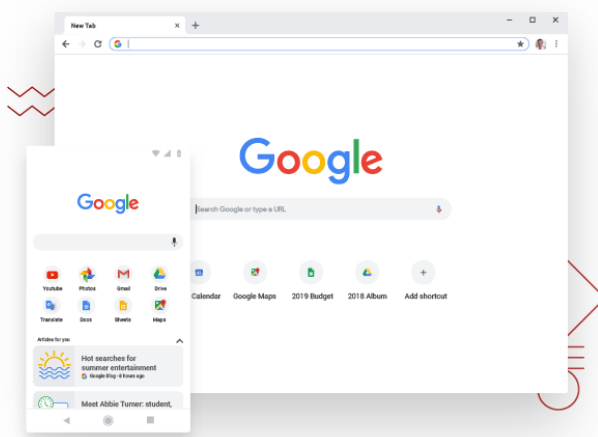 New Tab
Google
Search Google or type a URL
Calendar Google Maps 2019 Budget 2018 Album Add shortcut
Google
Youtube Photos Gmail Drive
Translate Docs Sheets Maps
Articles for you
Hot searches for
summer entertainment
Google Blog - 8 hours ago
Meet Abbie Turner: student,